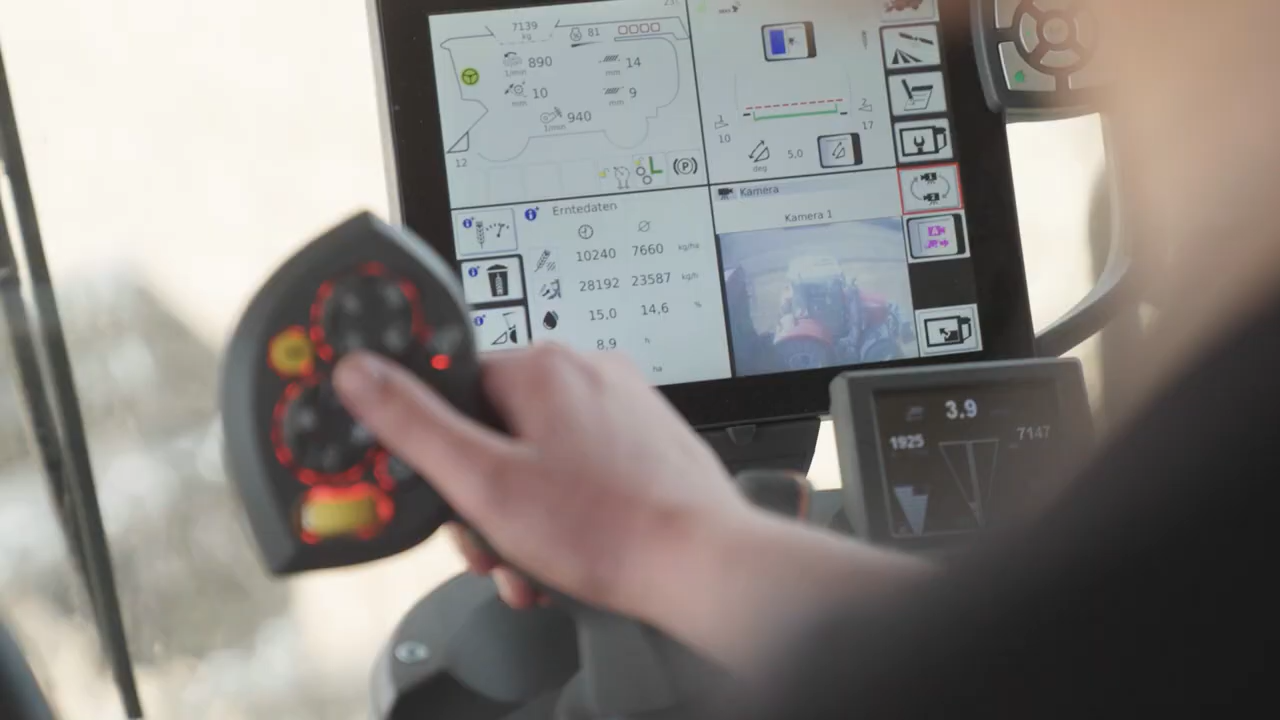 7139
kg
81
890
1/min
14
mm
10
mm
9
mm
940
1/min
12
P
L
1
10
2
17
5,0
deg
Erntedaten
10240 7660 kg/ha
28192 23587 kg/h
15,0 14,6 %
8,9 h
ha
Kamera
Kamera 1
3.9
1925 7147